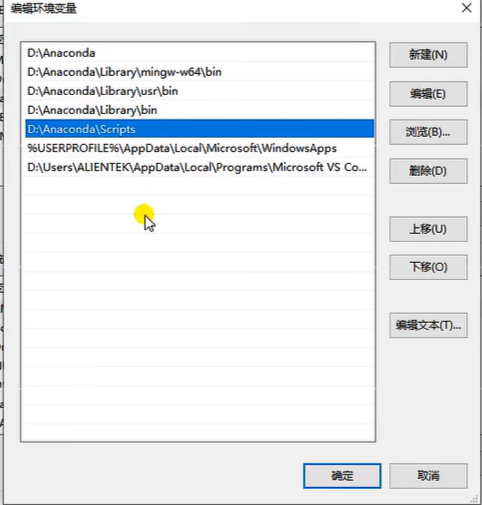 编辑环境变量
D:\Anaconda
D:\Anaconda\Library\mingw-w64\bin
D:\Anaconda\Library\usr\bin
D:\Anaconda\Library\bin
D:\Anaconda\Scripts
%USERPROFILE%\AppData\Local\Microsoft\WindowsApps
D:\Users\ALIENTEK\AppData\Local\Programs\Microsoft VS Co...
新建(N)
编辑(E)
浏览(B)...
删除(D)
上移(U)
下移(O)
编辑文本(T)...
确定
取消